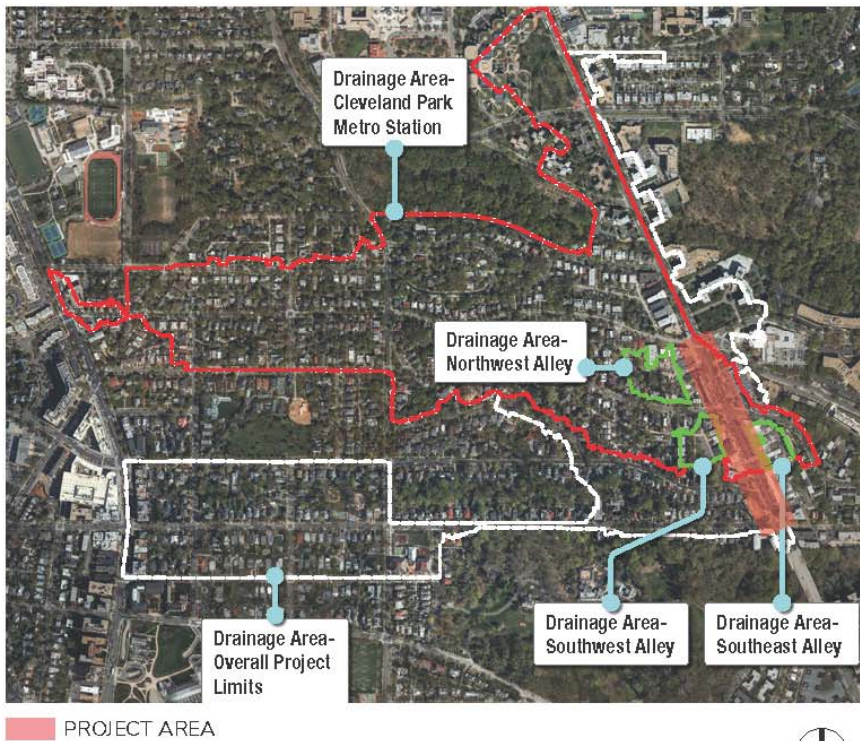 Drainage Area-
Cleveland Park
Metro Station
Drainage Area-
Northwest Alley
Drainage Area-
Southwest Alley
Drainage Area-
Southeast Alley
Drainage Area-
Overall Project
Limits
PROJECT AREA